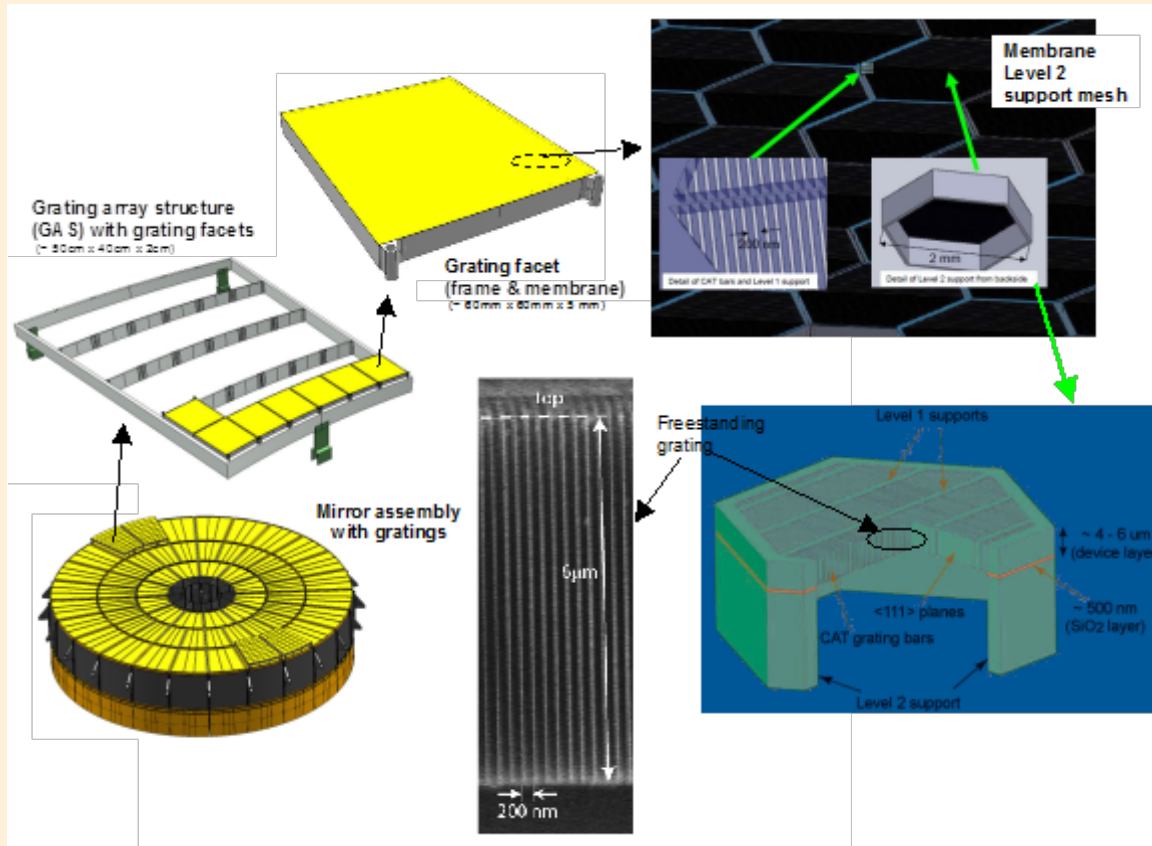 Membrane
Level 2
support mesh
Grating array structure
(GAS) with grating facets
(~ 50cm x 40cm x 2cm)
Grating facet
(frame & membrane)
(~ 60mm x 60mm x 5 mm)
200 nm
Detail of CAT bars and Level 1 support
2 mm
Detail of Level 2 support from backside
Mirror assembly
with gratings
top
6μm
200 nm
Freestanding
grating
Level 1 supports
~ 4 - 6 um
(device layer
<111> planes
~ 500 nm
(SiO2 layer)
CAT grating bars
Level 2 support